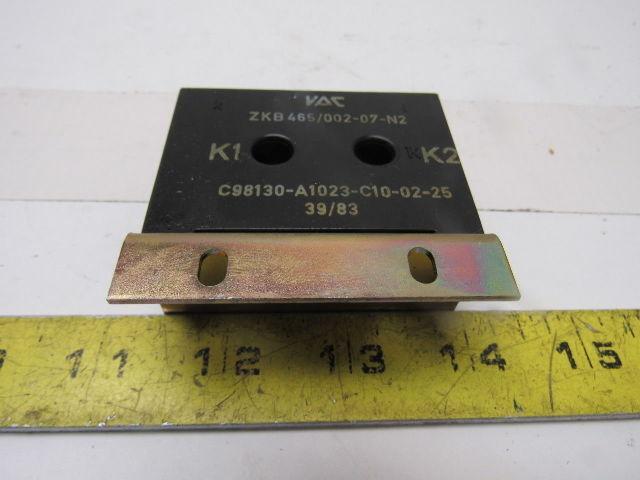 VAC
ZKB 465/002-07-N2
K1 K2
C98130-A1023-C10-02-25
39/83
11 12 13 14 15